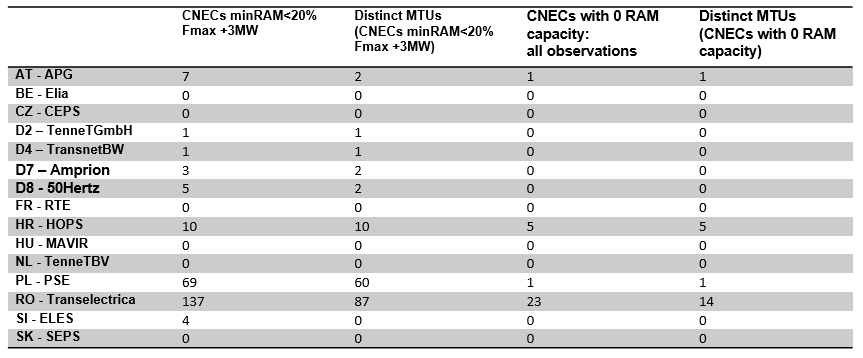 CNECs minRAM<20% Fmax +3MW | Distinct MTUs (CNECs minRAM<20% Fmax +3MW) | CNECs with 0 RAM capacity: all observations | Distinct MTUs (CNECs with 0 RAM capacity)
AT - APG 7 2 1 1
BE - Elia 0 0 0 0
CZ - CEPS 0 0 0 0
D2 – TenneTGmbH 1 1 0 0
D4 – TransnetBW 1 1 0 0
D7 – Amprion 3 2 0 0
D8 - 50Hertz 5 2 0 0
FR - RTE 0 0 0 0
HR - HOPS 10 10 5 5
HU - MAVIR 0 0 0 0
NL - TenneTBV 0 0 0 0
PL - PSE 69 60 1 1
RO - Transelectrica 137 87 23 14
SI - ELES 4 0 0 0
SK - SEPS 0 0 0 0